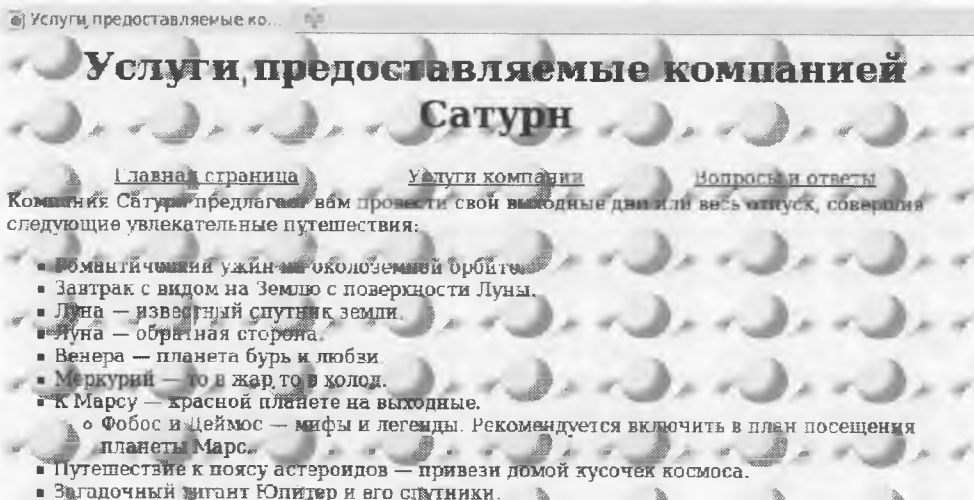 Услуги, предоставляемые ко...
Услуги, предоставляемые компанией
Сатурн
Главная страница Услуги компании Вопросы и ответы
Компания Сатурн предлагает вам провести свой выходные дни или весь отпуск, совершив
следующие увлекательные путешествия:
▪ Романтический ужин на околоземной орбите.
▪ Завтрак с видом на Землю с поверхности Луны.
▪ Луна — известный спутник земли.
▪ Луна — обратная сторона.
▪ Венера — планета бурь и любви.
▪ Меркурий — то в жар, то в холод.
▪ К Марсу — красной планете на выходные.
o Фобос и Деймос — мифы и легенды. Рекомендуется включить в план посещения
планеты Марс.
▪ Путешествие к поясу астероидов — привези домой кусочек космоса.
▪ Загадочный гигант Юпитер и его спутники.